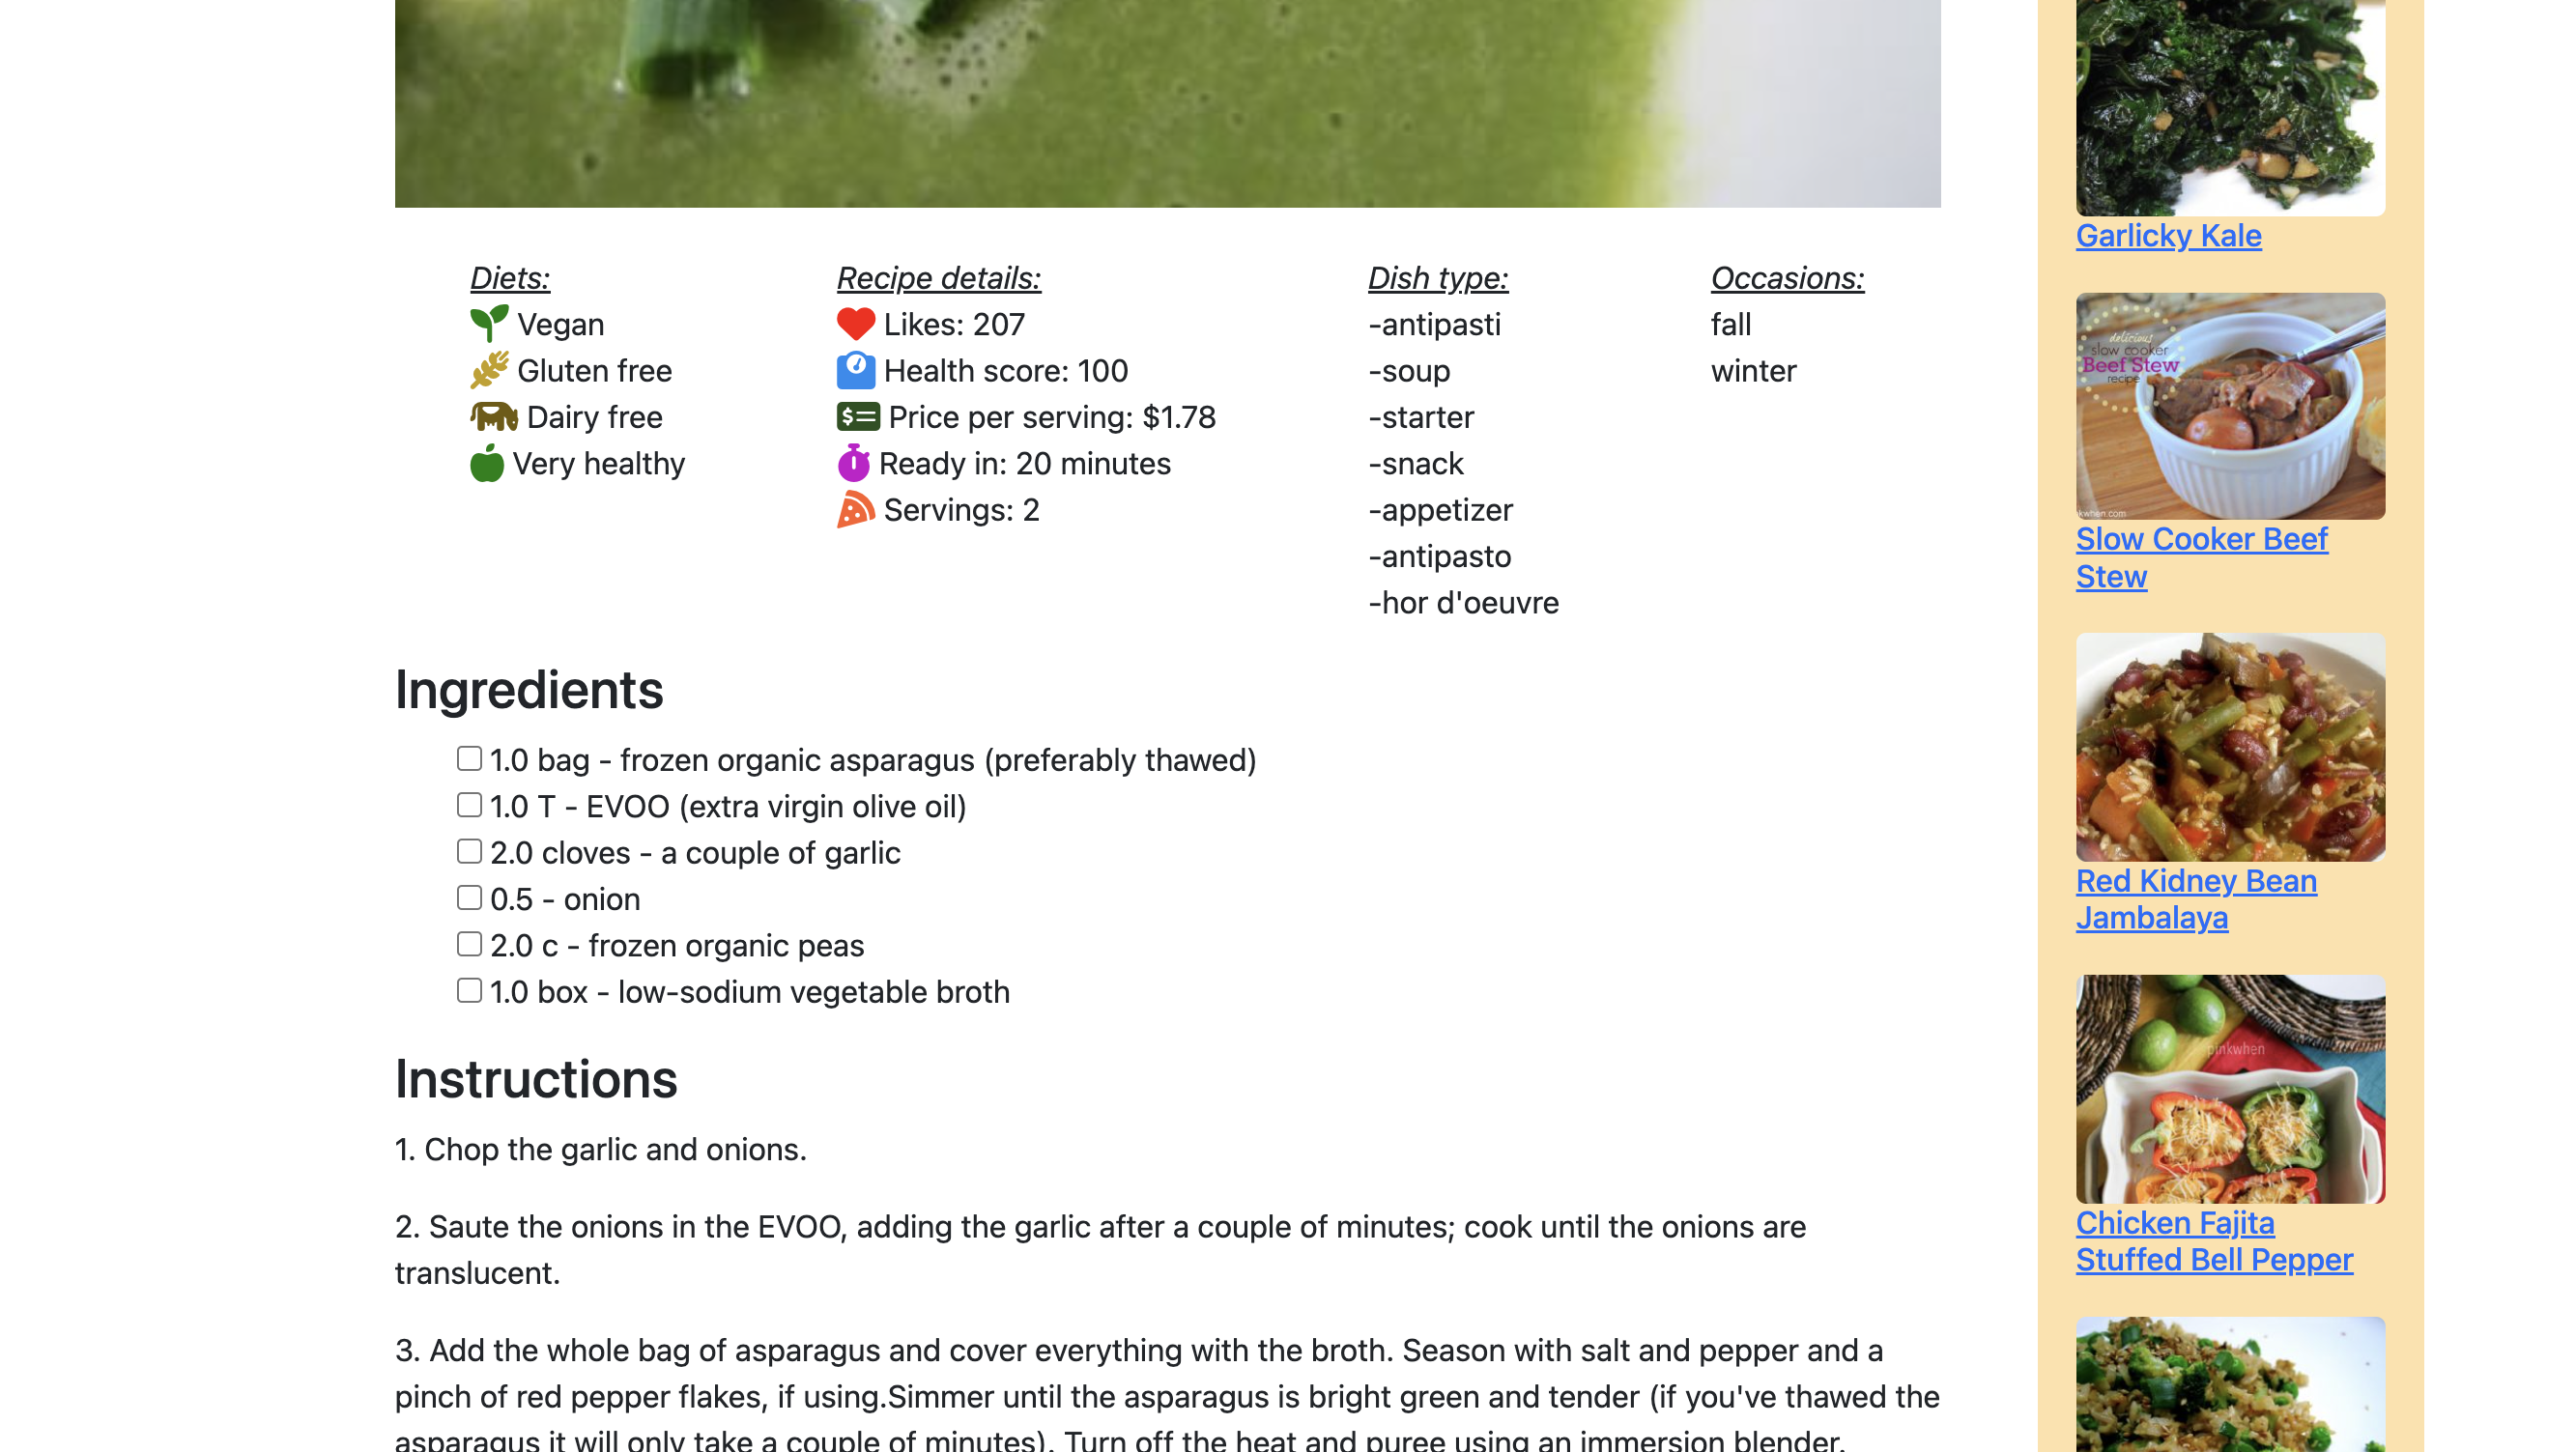 Diets:
Vegan
Gluten free
Dairy free
Very healthy
Recipe details:
Likes: 207
Health score: 100
Price per serving: $1.78
Ready in: 20 minutes
Servings: 2
Dish type:
-antipasti
-soup
-starter
-snack
-appetizer
-antipasto
-hor d'oeuvre
Occasions:
fall
winter
Ingredients
1.0 bag - frozen organic asparagus (preferably thawed)
1.0 T - EVOO (extra virgin olive oil)
2.0 cloves - a couple of garlic
0.5 - onion
2.0 c - frozen organic peas
1.0 box - low-sodium vegetable broth
Instructions
1. Chop the garlic and onions.
2. Saute the onions in the EVOO, adding the garlic after a couple of minutes; cook until the onions are
translucent.
3. Add the whole bag of asparagus and cover everything with the broth. Season with salt and pepper and a
pinch of red pepper flakes, if using.Simmer until the asparagus is bright green and tender (if you've thawed the
asparagus it will only take a couple of minutes). Turn off the heat and puree using an immersion blender.
Garlicky Kale
delicious
slow cooker
Beef Stew
recipe
kwhen.com
Slow Cooker Beef
Stew
Red Kidney Bean
Jambalaya
pinkwhen
Chicken Fajita
Stuffed Bell Pepper